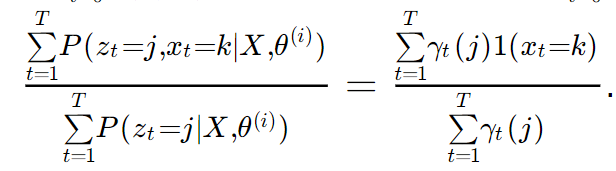 \frac{\sum_{t=1}^{T} P(z_t=j,x_t=k|X,\theta^{(i)})}{\sum_{t=1}^{T} P(z_t=j|X,\theta^{(i)})} = \frac{\sum_{t=1}^{T} \gamma_t(j)1(x_t=k)}{\sum_{t=1}^{T} \gamma_t(j)}.